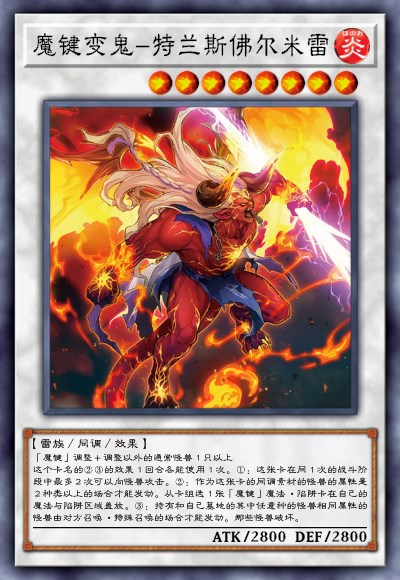 魔键变鬼-特兰斯佛尔米雷
炎
ほのお
【雷族/同调/效果】
「魔键」调整+调整以外的通常怪兽1只以上
这个卡名的②③的效果1回合各能使用1次。①:这张卡在同1次的战斗阶
段中最多2次可以向怪兽攻击。②:作为这张卡的同调素材的怪兽的属性是
2种类以上的场合才能发动。从卡组选1张「魔键」魔法·陷阱卡在自己的
魔法与陷阱区域盖放。③:持有和自己墓地的其中任意种的怪兽相同属性的
怪兽由对方召唤·特殊召唤的场合才能发动。那些怪兽破坏。
ATK/2800 DEF/2800